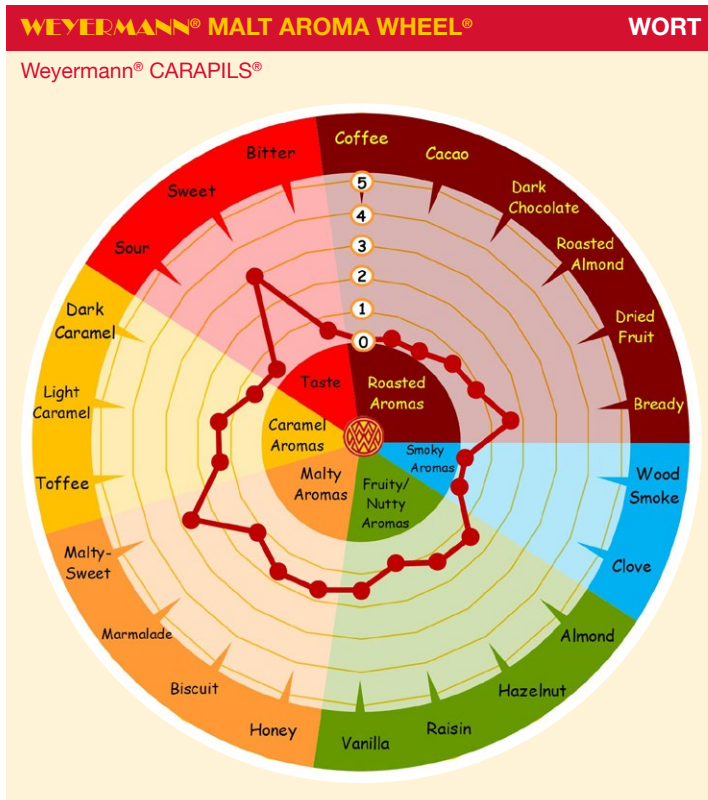 WEYERMANN® MALT AROMA WHEEL® WORT
Weyermann® CARAPILS®
Coffee
Cacao
Dark
Chocolate
Roasted
Almond
Dried
Fruit
Bready
Wood
Smoke
Clove
Almond
Hazelnut
Raisin
Vanilla
Honey
Biscuit
Marmalade
Malty-
Sweet
Toffee
Light
Caramel
Dark
Caramel
Sour
Sweet
Bitter
5
4
3
2
1
0
Taste
Roasted
Aromas
Smoky
Aromas
Fruity/
Nutty
Aromas
Malty
Aromas
Caramel
Aromas